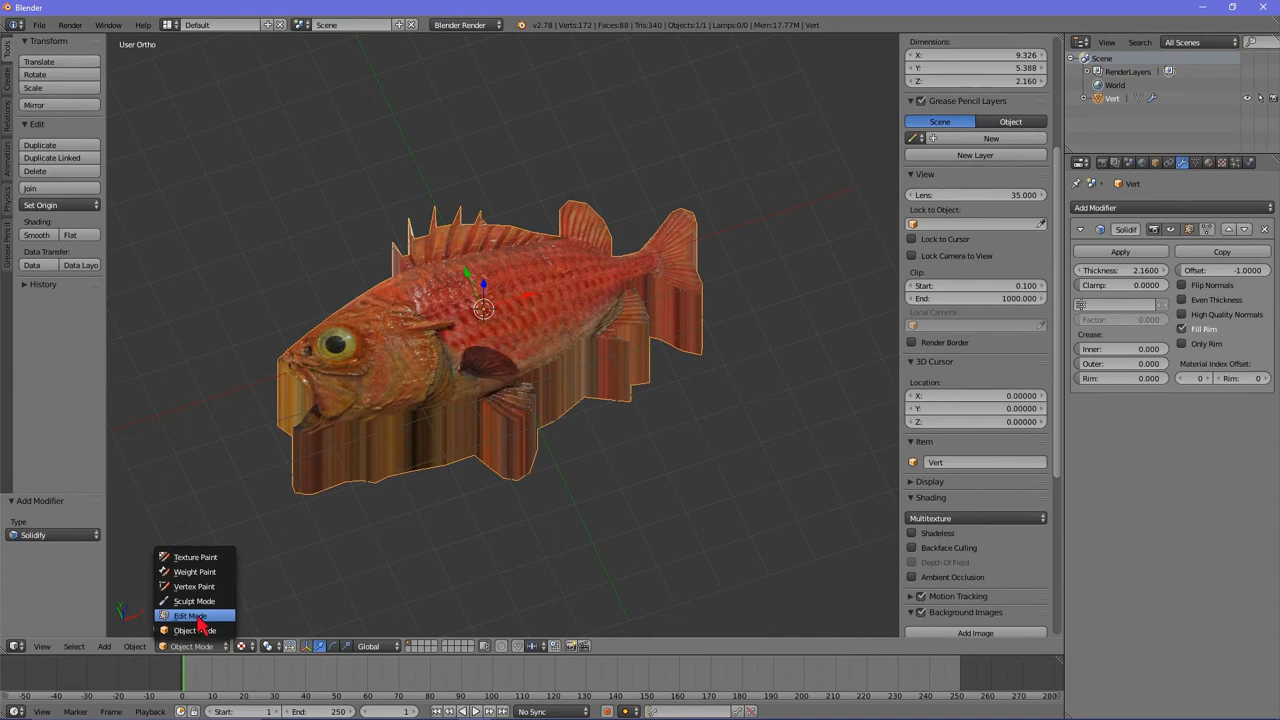 Blender
File
Render
Window
Help
Default
Scene
Blender Render
v2.78 | Verts:172 | Faces:88 | Tris:340 | Objects:1/1 | Lamps:0/0 | Mem:17.77M | Vert
Tools
Create
Relations
Animation
Physics
Grease Pencil
Transform
Translate
Rotate
Scale
Mirror
Edit
Duplicate
Duplicate Linked
Delete
Join
Set Origin
Shading:
Smooth
Flat
Data Transfer:
Data
Data Layo
History
Add Modifier
Type
Solidify
User Ortho
Texture Paint
Weight Paint
Vertex Paint
Sculpt Mode
Edit Mode
View
Select
Add
Object
Object Mode
Global
Dimensions:
X: 9.326
Y: 5.388
Z: 2.160
Grease Pencil Layers
Scene
Object
New
New Layer
View
Lens: 35.000
Lock to Object:
Lock to Cursor
Lock Camera to View
Clip:
Start: 0.100
End: 1000.000
Local Camera:
Render Border
3D Cursor
Location:
X: 0.00000
Y: 0.00000
Z: 0.00000
Item
Vert
Display
Shading
Multitexture
Shadeless
Backface Culling
Depth Of Field
Ambient Occlusion
Motion Tracking
Background Images
Add Image
View
Search
All Scenes
Scene
RenderLayers
World
Vert
Vert
Add Modifier
Solidif
Apply
Copy
Thickness: 2.1600
Offset: -1.0000
Clamp: 0.0000
Flip Normals
Even Thickness
High Quality Normals
Factor: 0.000
Fill Rim
Crease:
Only Rim
Inner: 0.000
Outer: 0.000
Material Index Offset:
Rim: 0.000
0
Rim: 0
-50 -40 -30 -20 -10 0 10 20 30 40 50 60 70 80 90 100 110 120 130 140 150 160 170 180 190 200 210 220 230 240 250 260 270 280
View
Marker
Frame
Playback
Start: 1
End: 250
1
No Sync